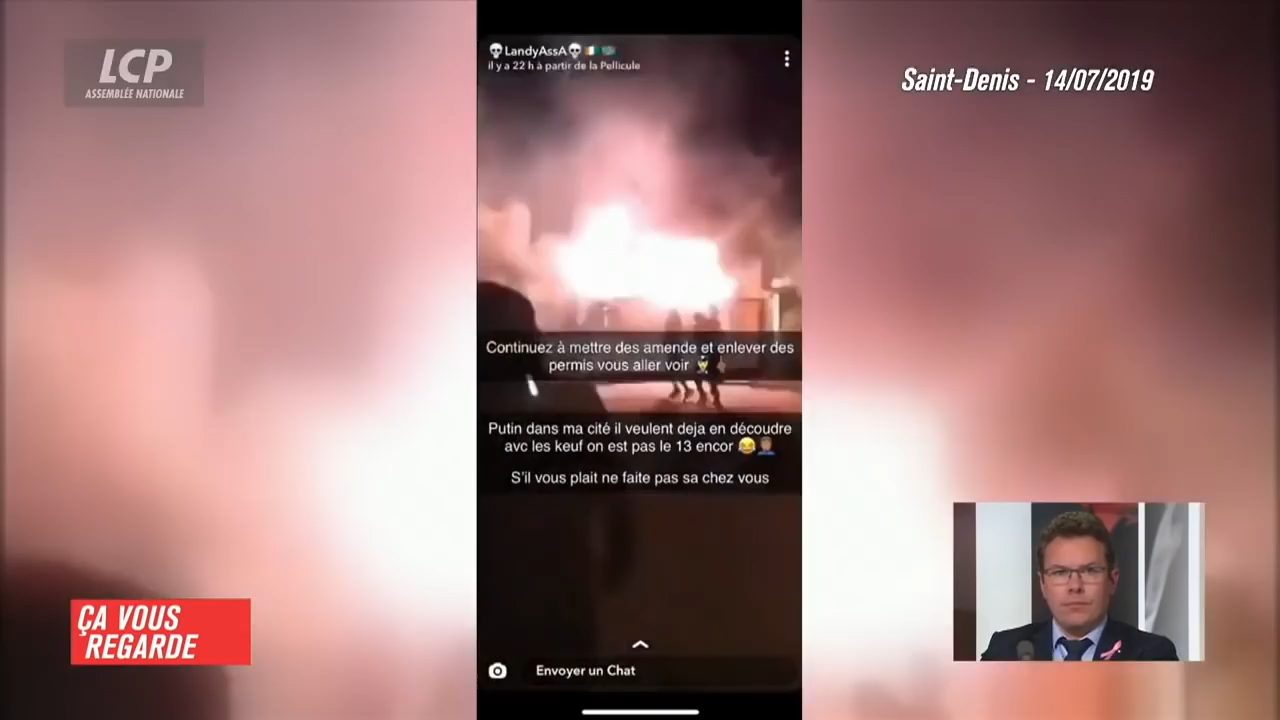 LCP
ASSEMBLÉE NATIONALE
💀LandyAssA💀
il y a 22 h à partir de la Pellicule
Saint-Denis - 14/07/2019
Continuez à mettre des amende et enlever des
permis vous aller voir
Putin dans ma cité il veulent deja en découdre
avc les keuf on est pas le 13 encor 😂🤦🏽‍♂️
S'il vous plait ne faite pas sa chez vous
Envoyer un Chat
ÇA VOUS
REGARDE